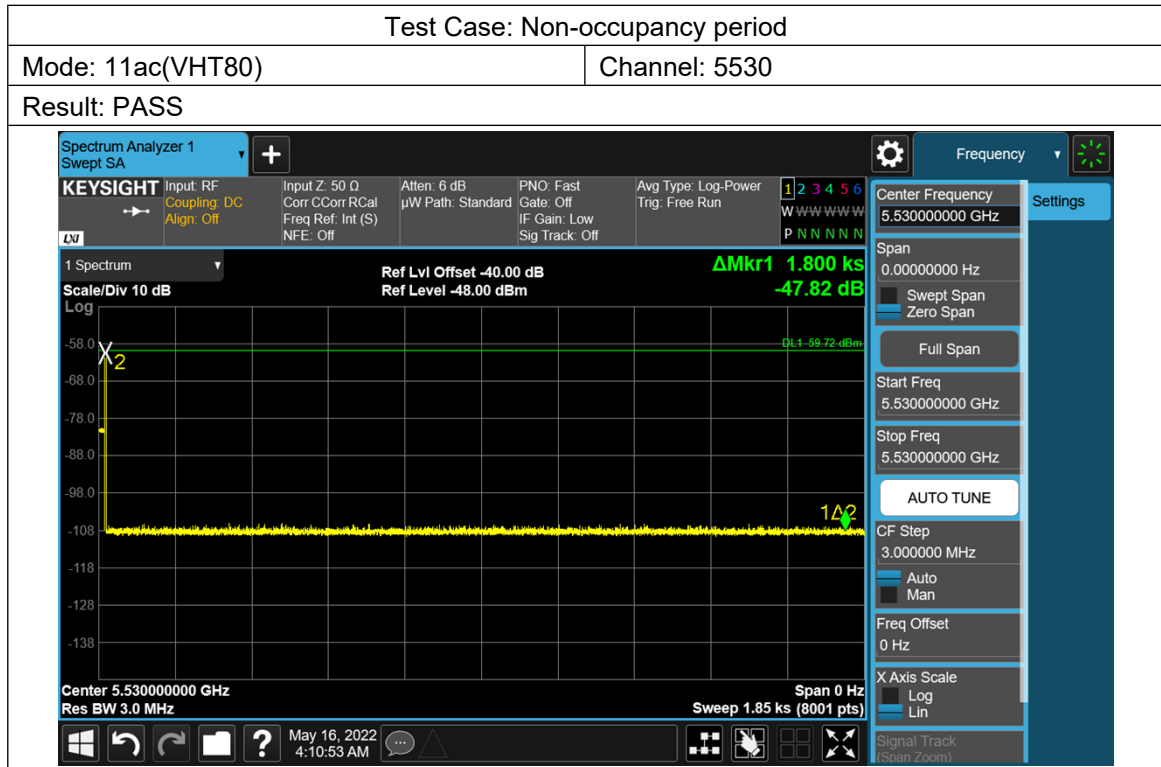 Test Case: Non-occupancy period
Mode: 11ac(VHT80)
Channel: 5530
Result: PASS
Spectrum Analyzer 1
Swept SA
Frequency
KEYSIGHT
LXI
Input: RF
Coupling: DC
Align: Off
Input Z: 50 Ω
Corr CCorr RCal
Freq Ref: Int (S)
NFE: Off
Atten: 6 dB
µW Path: Standard
PNO: Fast
Gate: Off
IF Gain: Low
Sig Track: Off
Avg Type: Log-Power
Trig: Free Run
1 2 3 4 5 6
W W W W W W
P N N N N N
1 Spectrum
Scale/Div 10 dB
Log
Ref Lvl Offset -40.00 dB
Ref Level -48.00 dBm
ΔMkr1 1.800 ks
-47.82 dB
-58.0
-68.0
-78.0
-88.0
-98.0
-108
-118
-128
-138
X2
DL1 -59.72 dBm
1Δ2
Center 5.530000000 GHz
Res BW 3.0 MHz
Span 0 Hz
Sweep 1.85 ks (8001 pts)
Center Frequency
5.530000000 GHz
Settings
Span
0.00000000 Hz
Swept Span
Zero Span
Full Span
Start Freq
5.530000000 GHz
Stop Freq
5.530000000 GHz
AUTO TUNE
CF Step
3.000000 MHz
Auto
Man
Freq Offset
0 Hz
X Axis Scale
Log
Lin
Signal Track
(Span Zoom)
?
May 16, 2022
4:10:53 AM